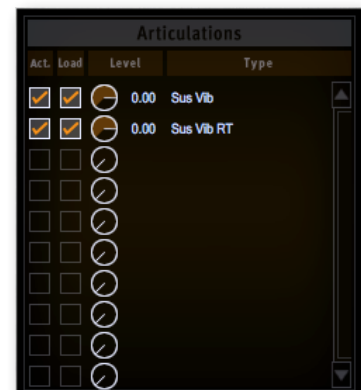 Articulations
Act. Load Level Type
0.00 Sus Vib
0.00 Sus Vib RT